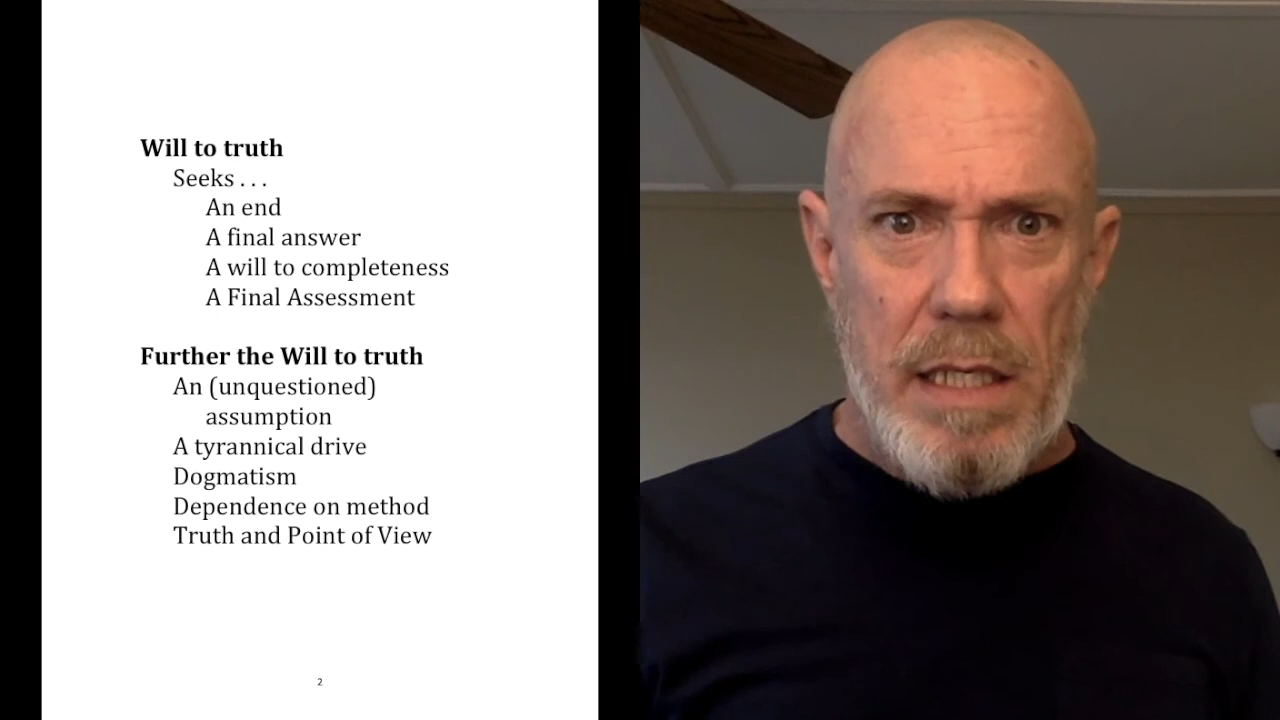 Will to truth
Seeks . . .
An end
A final answer
A will to completeness
A Final Assessment
Further the Will to truth
An (unquestioned)
assumption
A tyrannical drive
Dogmatism
Dependence on method
Truth and Point of View
2